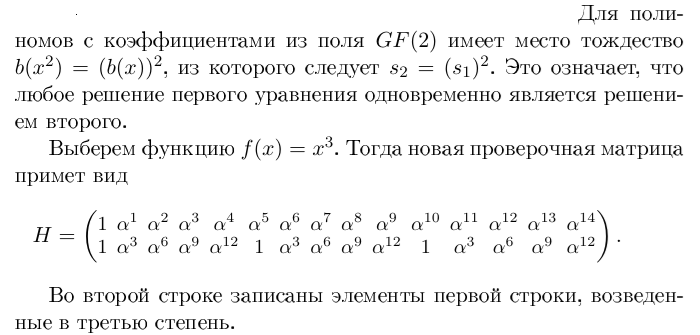 Для поли-
номов с коэффициентами из поля GF(2) имеет место тождество
b(x²) = (b(x))², из которого следует s₂ = (s₁)². Это означает, что
любое решение первого уравнения одновременно является решени-
ем второго.
Выберем функцию f(x) = x³. Тогда новая проверочная матрица
примет вид
H = ( 1 α¹ α² α³ α⁴ α⁵ α⁶ α⁷ α⁸ α⁹ α¹⁰ α¹¹ α¹² α¹³ α¹⁴
1 α³ α⁶ α⁹ α¹² 1 α³ α⁶ α⁹ α¹² 1 α³ α⁶ α⁹ α¹² ) .
Во второй строке записаны элементы первой строки, возведен-
ные в третью степень.